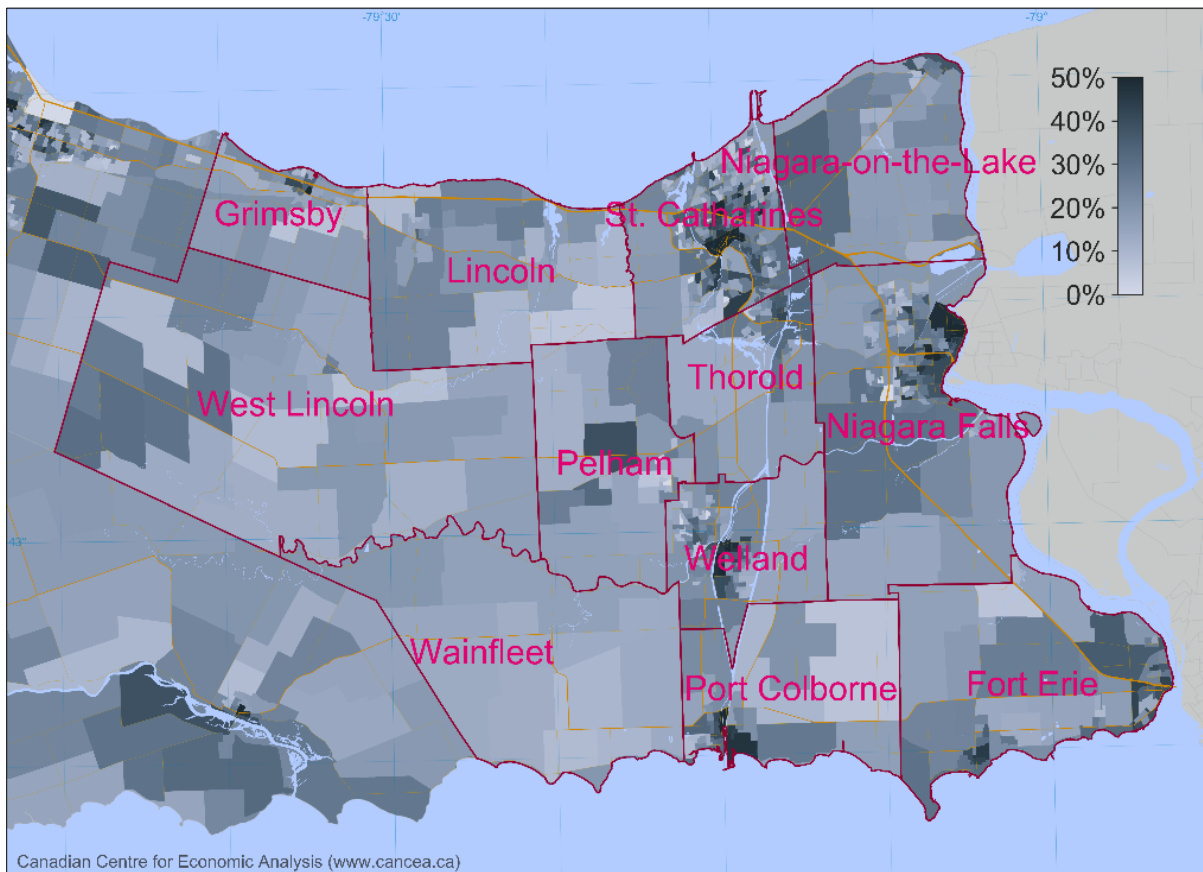 -79°30'
-79°
50%
40%
30%
20%
10%
0%
Niagara-on-the-Lake
Grimsby
St. Catharines
Lincoln
Thorold
West Lincoln
Niagara Falls
Pelham
43°
Welland
Wainfleet
Port Colborne
Fort Erie
Canadian Centre for Economic Analysis (www.cancea.ca)